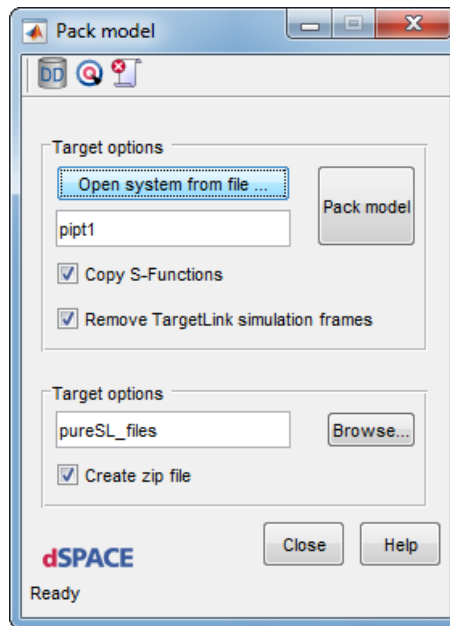 Pack model
DD
Target options
Open system from file ...
Pack model
pipt1
Copy S-Functions
Remove TargetLink simulation frames
Target options
pureSL_files
Browse...
Create zip file
dSPACE
Close
Help
Ready